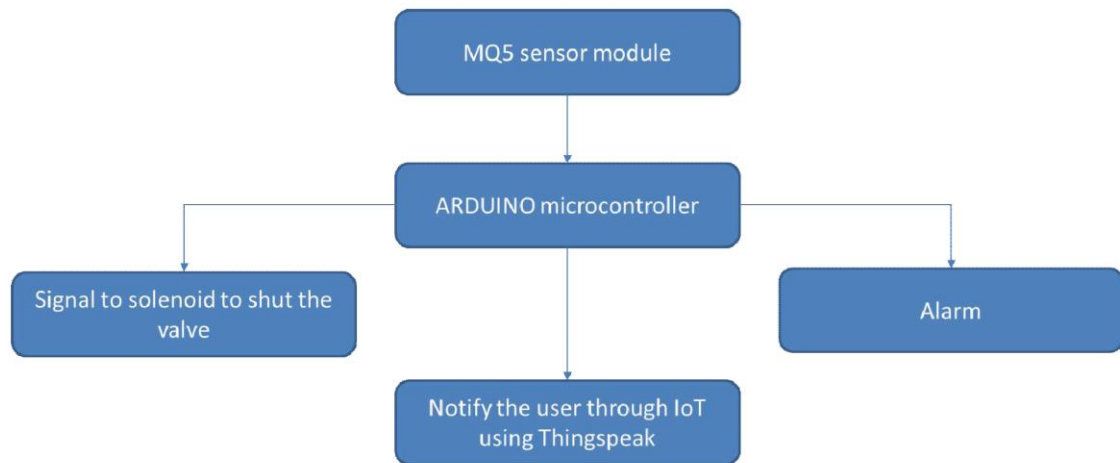 MQ5 sensor module
ARDUINO microcontroller
Signal to solenoid to shut the
valve
Alarm
Notify the user through IoT
using Thingspeak